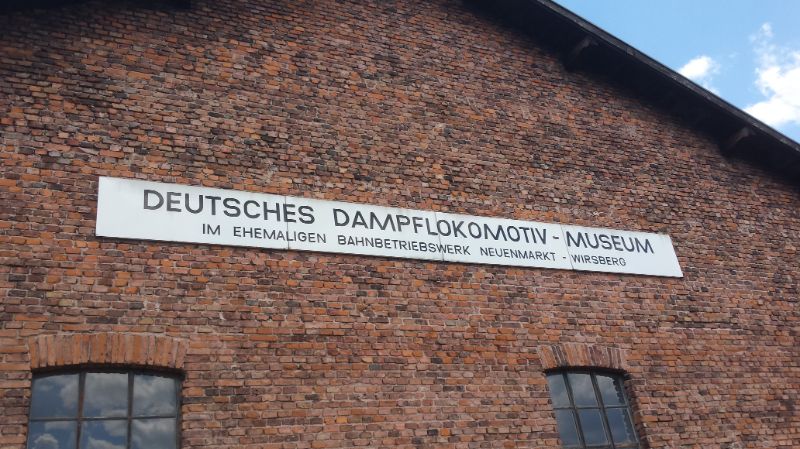 DEUTSCHES DAMPFLOKOMOTIV - MUSEUM
IM EHEMALIGEN BAHNBETRIEBSWERK NEUENMARKT - WIRSBERG